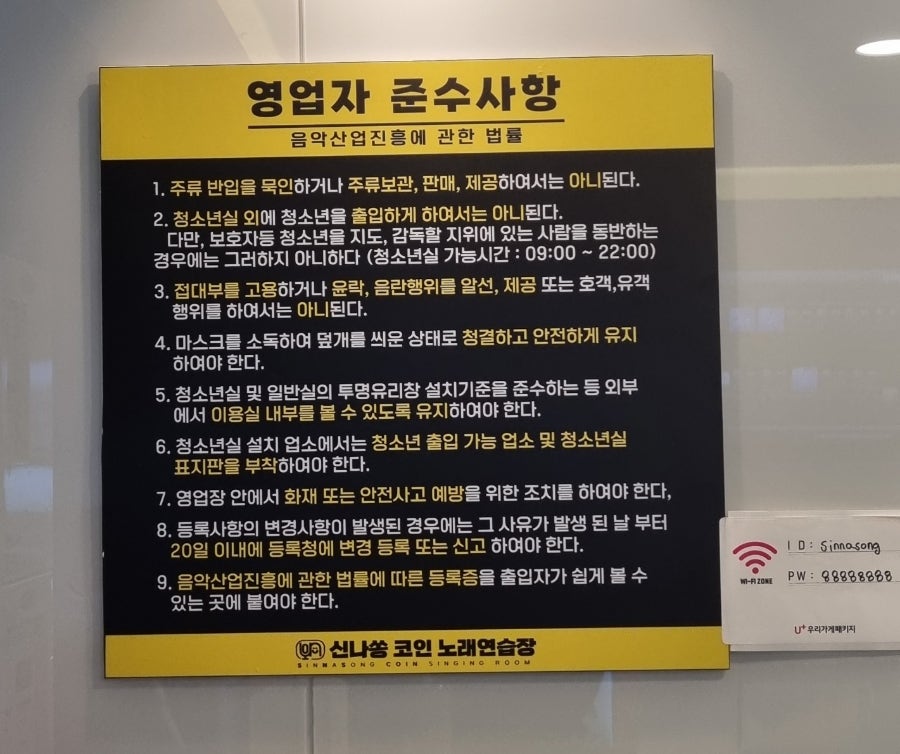 영업자 준수사항
음악산업진흥에 관한 법률
1. 주류 반입을 묵인하거나 주류보관, 판매, 제공하여서는 아니된다.
2. 청소년실 외에 청소년을 출입하게 하여서는 아니된다.
다만, 보호자등 청소년을 지도, 감독할 지위에 있는 사람을 동반하는
경우에는 그러하지 아니하다 (청소년실 가능시간 : 09:00 ~ 22:00)
3. 접대부를 고용하거나 윤락, 음란행위를 알선, 제공 또는 호객,유객
행위를 하여서는 아니된다.
4. 마스크를 소독하여 덮개를 씌운 상태로 청결하고 안전하게 유지
하여야 한다.
5. 청소년실 및 일반실의 투명유리창 설치기준을 준수하는 등 외부
에서 이용실 내부를 볼 수 있도록 유지하여야 한다.
6. 청소년실 설치 업소에서는 청소년 출입 가능 업소 및 청소년실
표지판을 부착하여야 한다.
7. 영업장 안에서 화재 또는 안전사고 예방을 위한 조치를 하여야 한다,
8. 등록사항의 변경사항이 발생된 경우에는 그 사유가 발생 된 날 부터
20일 이내에 등록청에 변경 등록 또는 신고 하여야 한다.
9. 음악산업진흥에 관한 법률에 따른 등록증을 출입자가 쉽게 볼 수
있는 곳에 붙여야 한다.
신나쏭 코인 노래연습장
SINNASONG COIN SINGING ROOM
WI-FI ZONE
ID: Sinnasong
PW: 88888888
U+우리가게패키지